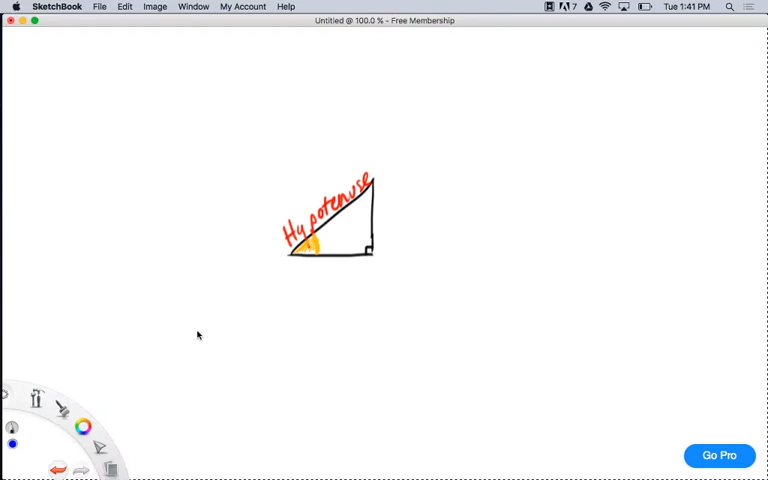 SketchBook File Edit Image Window My Account Help 7 Tue 1:41 PM
Untitled @ 100.0 % - Free Membership
Hypotenuse
Go Pro